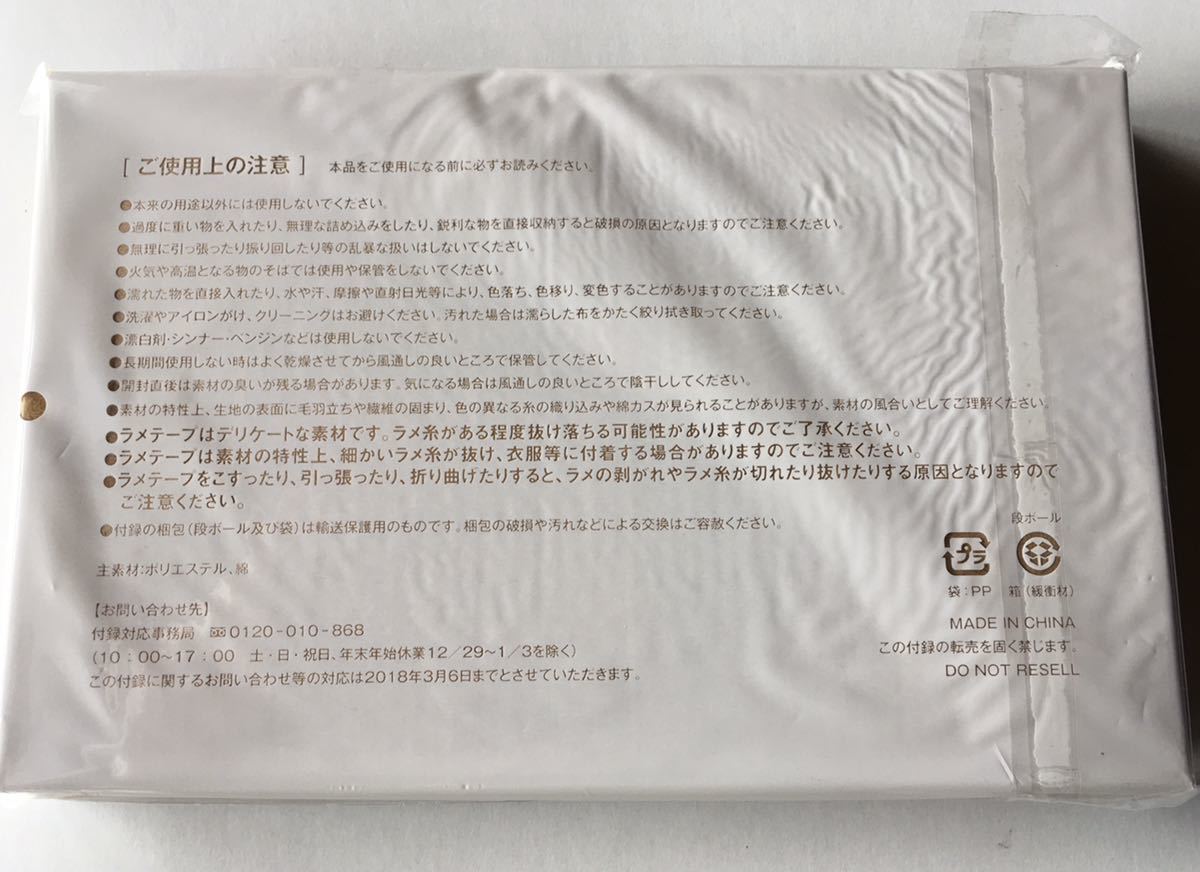 [ ご使用上の注意 ] 本品をご使用になる前に必ずお読みください。
●本来の用途以外には使用しないでください。
●過度に重い物を入れたり、無理な詰め込みをしたり、鋭利な物を直接収納すると破損の原因となりますのでご注意ください。
●無理に引っ張ったり振り回したり等の乱暴な扱いはしないでください。
●火気や高温となる物のそばでは使用や保管をしないでください。
●濡れた物を直接入れたり、水や汗、摩擦や直射日光等により、色落ち、色移り、変色することがありますのでご注意ください。
●洗濯やアイロンがけ、クリーニングはお避けください。汚れた場合は濡らした布をかたく絞り拭き取ってください。
●漂白剤・シンナー・ベンジンなどは使用しないでください。
●長期間使用しない時はよく乾燥させてから風通しの良いところで保管してください。
●開封直後は素材の臭いが残る場合があります。気になる場合は風通しの良いところで陰干ししてください。
●素材の特性上、生地の表面に毛羽立ちや繊維の固まり、色の異なる糸の織り込みや綿カスが見られることがありますが、素材の風合いとしてご理解ください。
●ラメテープはデリケートな素材です。ラメ糸がある程度抜け落ちる可能性がありますのでご了承ください。
●ラメテープは素材の特性上、細かいラメ糸が抜け、衣服等に付着する場合がありますのでご注意ください。
●ラメテープをこすったり、引っ張ったり、折り曲げたりすると、ラメの剥がれやラメ糸が切れたり抜けたりする原因となりますので
ご注意ください。
●付録の梱包(段ボール及び袋)は輸送保護用のものです。梱包の破損や汚れなどによる交換はご容赦ください。
主素材:ポリエステル、綿
【お問い合わせ先】
付録対応事務局 0120-010-868
(10:00~17:00 土・日・祝日、年末年始休業12/29~1/3を除く)
この付録に関するお問い合わせ等の対応は2018年3月6日までとさせていただきます。
段ボール
プラ
袋:PP 箱(緩衝材)
MADE IN CHINA
この付録の転売を固く禁じます。
DO NOT RESELL